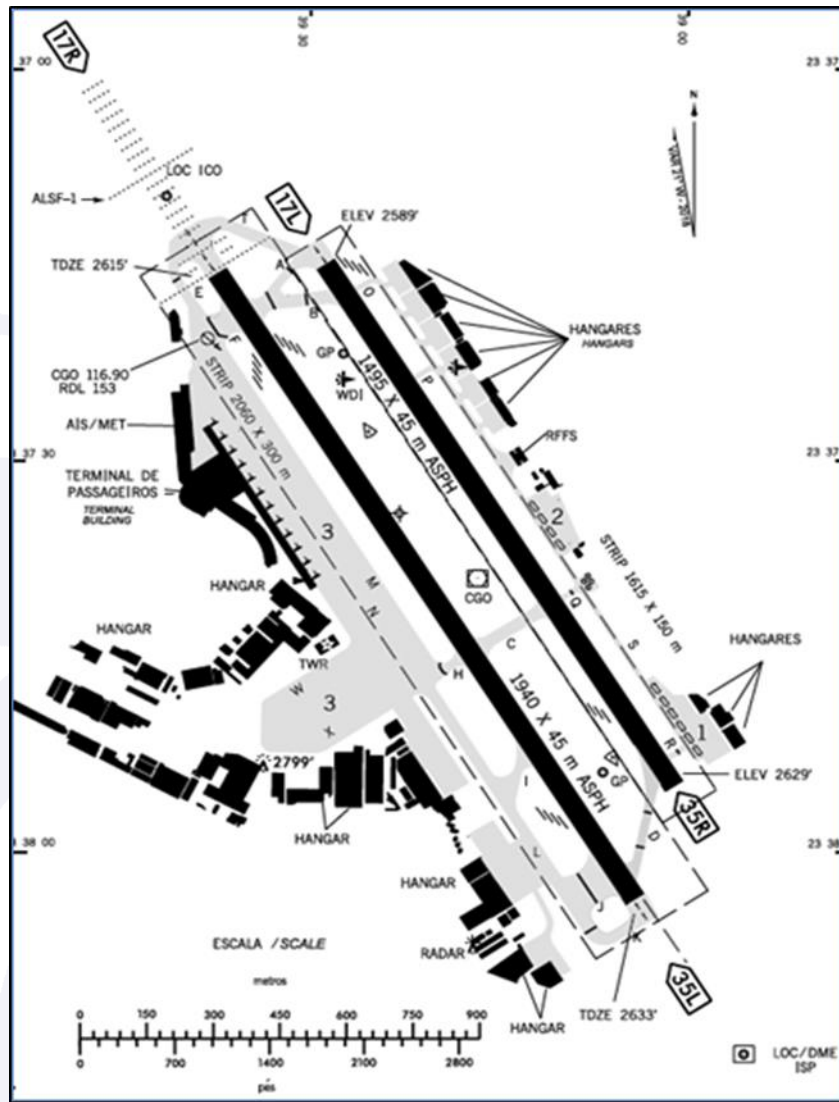 39 30
39 00
17R
37 00
23 37
N
LOC ICO
ALSF-1
17L
ELEV 2589'
TDZE 2615'
T
A
E
B
O
HANGARES
HANGARS
F
GP
CGO 116.90
RDL 153
WDI
P
STRIP 2060 X 300 m
1495 X 45 m ASPH
AIS/MET
RFFS
37 30
23 37
TERMINAL DE
PASSAGEIROS
TERMINAL
BUILDING
3
2
STRIP 1615 X 150 m
HANGAR
M
N
CGO
Q
HANGAR
TWR
C
S
HANGARES
H
W
3
X
1940 X 45 m ASPH
1
2799'
R
ELEV 2629'
G
I
35R
HANGAR
D
38 00
23 38
L
HANGAR
J
ESCALA / SCALE
metros
RADAR
35L
0 150 300 450 600 750 900
TDZE 2633'
0 700 1400 2100 2800
pés
HANGAR
LOC/DME
ISP